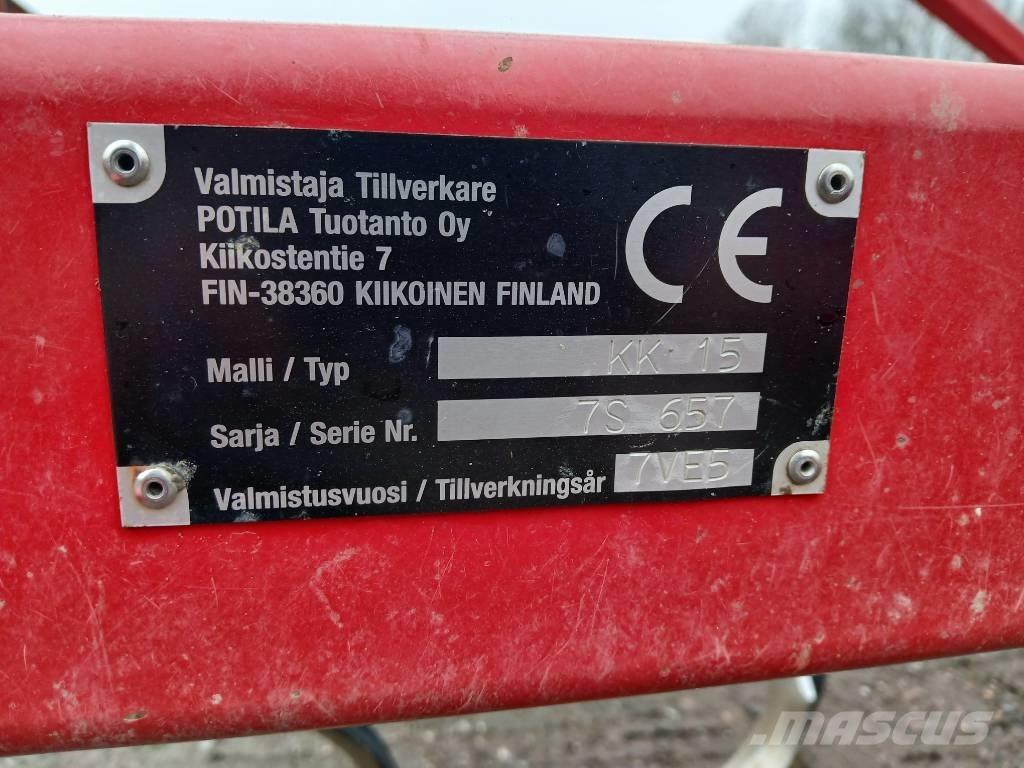 Valmistaja Tillverkare
POTILA Tuotanto Oy
Kiikostentie 7
FIN-38360 KIIKOINEN FINLAND
CE
Malli / Typ KK 15
Sarja / Serie Nr. 7S 657
Valmistusvuosi / Tillverkningsår 7VE5
MASCUS